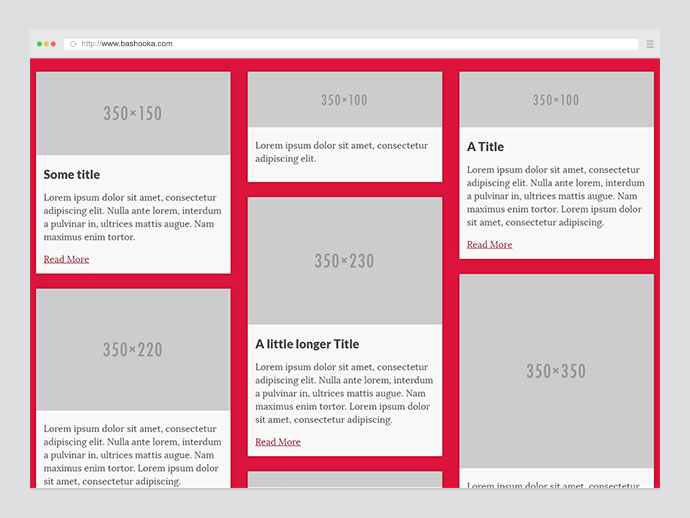 http://www.bashooka.com
350×150
Some title
Lorem ipsum dolor sit amet, consectetur
adipiscing elit. Nulla ante lorem, interdum
a pulvinar in, ultrices mattis augue. Nam
maximus enim tortor.
Read More
350×220
Lorem ipsum dolor sit amet, consectetur
adipiscing elit. Nulla ante lorem, interdum
a pulvinar in, ultrices mattis augue. Nam
maximus enim tortor. Lorem ipsum dolor
sit amet, consectetur adipiscing
350×100
Lorem ipsum dolor sit amet, consectetur
adipiscing elit.
350×230
A little longer Title
Lorem ipsum dolor sit amet, consectetur
adipiscing elit. Nulla ante lorem, interdum
a pulvinar in, ultrices mattis augue. Nam
maximus enim tortor. Lorem ipsum dolor
sit amet, consectetur adipiscing.
Read More
350×100
A Title
Lorem ipsum dolor sit amet, consectetur
adipiscing elit. Nulla ante lorem, interdum
a pulvinar in, ultrices mattis augue. Nam
maximus enim tortor. Lorem ipsum dolor
sit amet, consectetur adipiscing.
Read More
350×350
Lorem ipsum dolor sit amet, consectetur